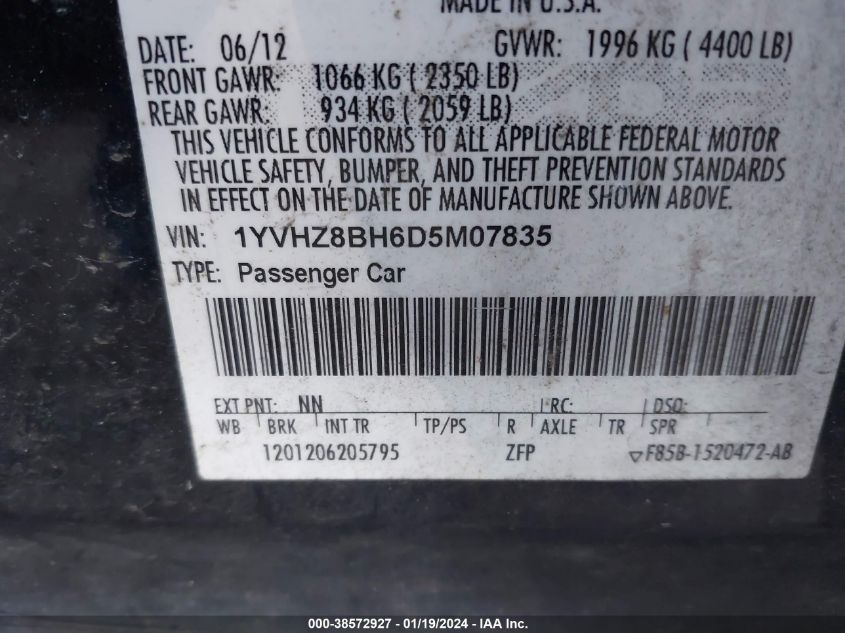 MADE IN U.S.A.
DATE: 06/12 GVWR: 1996 KG ( 4400 LB)
FRONT GAWR: 1066 KG ( 2350 LB)
REAR GAWR: 934 KG ( 2059 LB)
THIS VEHICLE CONFORMS TO ALL APPLICABLE FEDERAL MOTOR
VEHICLE SAFETY, BUMPER, AND THEFT PREVENTION STANDARDS
IN EFFECT ON THE DATE OF MANUFACTURE SHOWN ABOVE.
VIN: 1YVHZ8BH6D5M07835
TYPE: Passenger Car
EXT PNT: NN RC: DSO:
WB BRK INT TR TP/PS R AXLE TR SPR
1201206205795 ZFP ▽F85B-1520472-AB
000-38572927 - 01/19/2024 - IAA Inc.